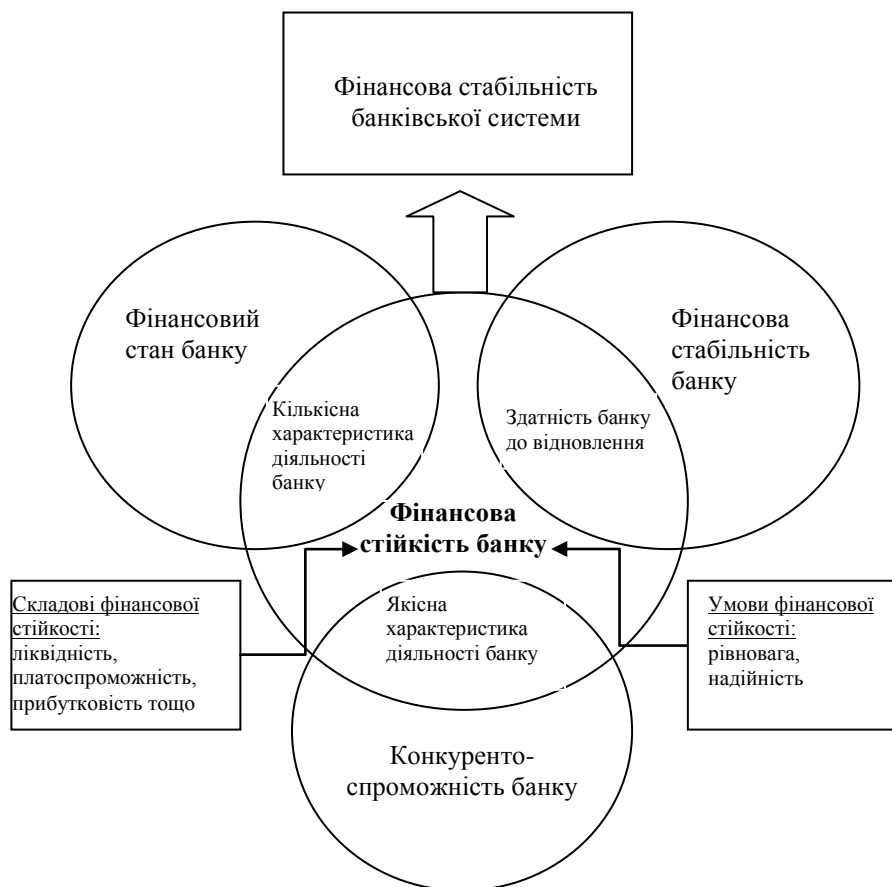 Фінансова стабільність
банківської системи
Фінансовий
стан банку
Фінансова
стабільність
банку
Кількісна
характеристика
діяльності
банку
Здатність банку
до відновлення
Фінансова
стійкість банку
Складові фінансової
стійкості:
ліквідність,
платоспроможність,
прибутковість тощо
Якісна
характеристика
діяльності банку
Умови фінансової
стійкості:
рівновага,
надійність
Конкуренто-
спроможність банку